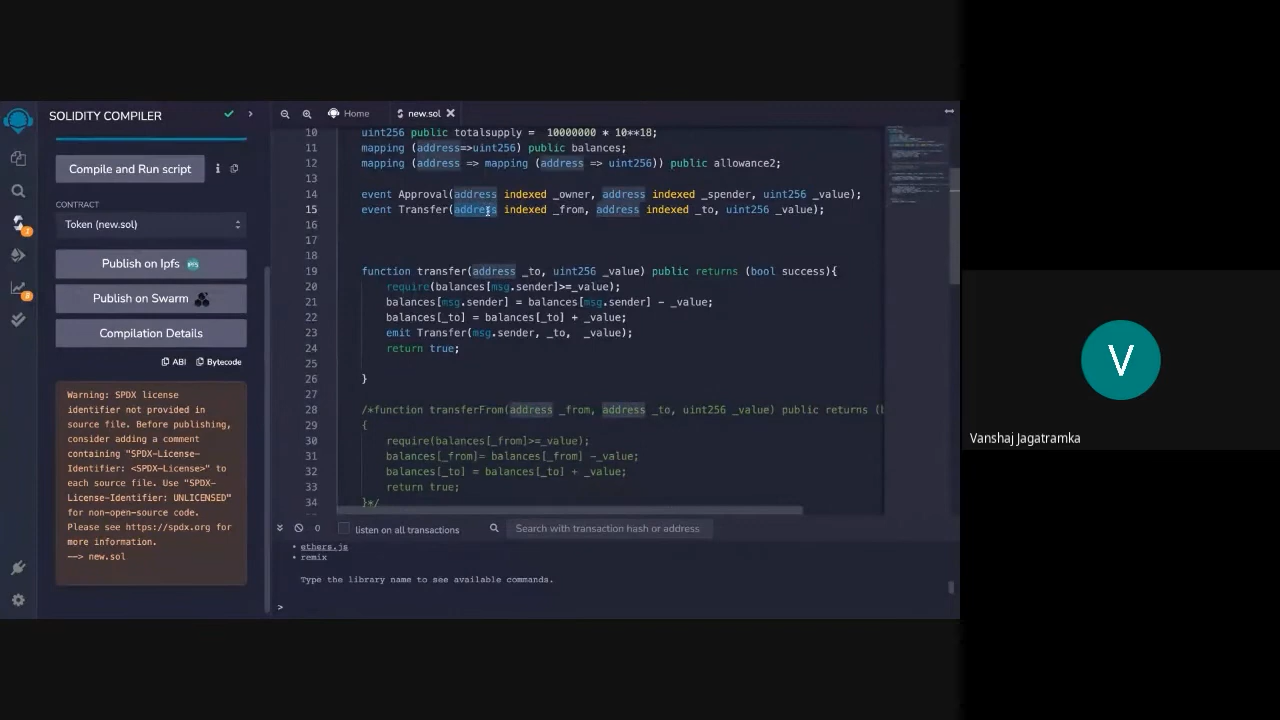 SOLIDITY COMPILER
Home
new.sol
Compile and Run script
CONTRACT
Token (new.sol)
Publish on Ipfs
Publish on Swarm
Compilation Details
ABI
Bytecode
Warning: SPDX license
identifier not provided in
source file. Before publishing,
consider adding a comment
containing "SPDX-License-
Identifier: <SPDX-License>" to
each source file. Use "SPDX-
License-Identifier: UNLICENSED"
for non-open-source code.
Please see https://spdx.org for
more information.
--> new.sol
10 uint256 public totalsupply =  10000000 * 10**18;
11 mapping (address=>uint256) public balances;
12 mapping (address => mapping (address => uint256)) public allowance2;
13
14 event Approval(address indexed _owner, address indexed _spender, uint256 _value);
15 event Transfer(address indexed _from, address indexed _to, uint256 _value);
16
17
18
19 function transfer(address _to, uint256 _value) public returns (bool success){
20 require(balances[msg.sender]>=_value);
21 balances[msg.sender] = balances[msg.sender] - _value;
22 balances[_to] = balances[_to] + _value;
23 emit Transfer(msg.sender, _to,  _value);
24 return true;
25
26 }
27
28 /*function transferFrom(address _from, address _to, uint256 _value) public returns (b
29 {
30 require(balances[_from]>=_value);
31 balances[_from]= balances[_from] -_value;
32 balances[_to] = balances[_to] + _value;
33 return true;
34 }*/
0
listen on all transactions
Search with transaction hash or address
• ethers.js
• remix
Type the library name to see available commands.
>
V
Vanshaj Jagatramka